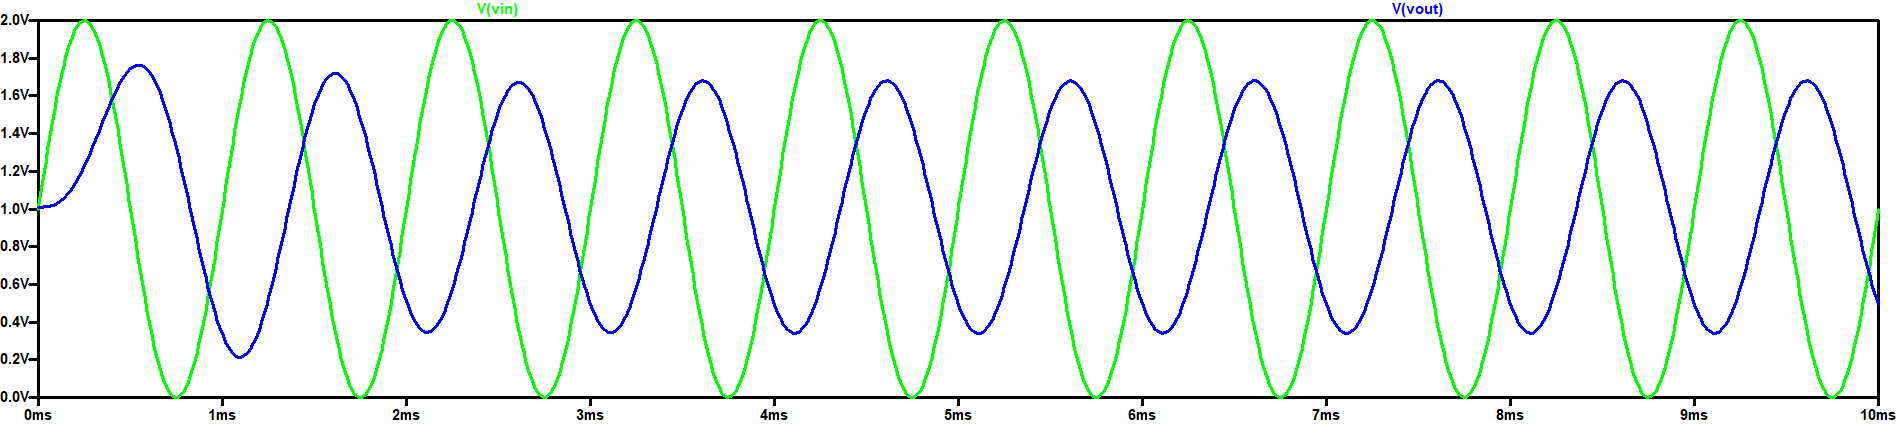 V(vin) V(vout)
2.0V
1.8V
1.6V
1.4V
1.2V
1.0V
0.8V
0.6V
0.4V
0.2V
0.0V
0ms 1ms 2ms 3ms 4ms 5ms 6ms 7ms 8ms 9ms 10ms